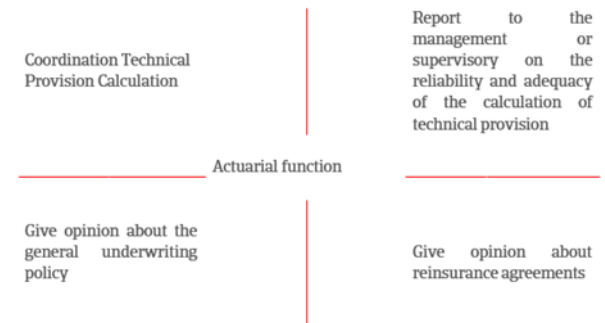 Coordination Technical
Provision Calculation
Report to the
management or
supervisory on the
reliability and adequacy
of the calculation of
technical provision
Actuarial function
Give opinion about the
general underwriting
policy
Give opinion about
reinsurance agreements